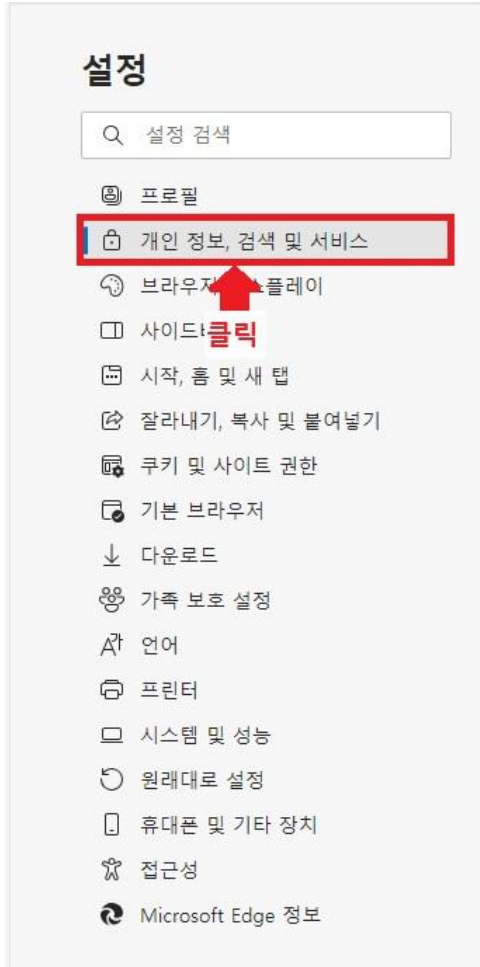 설정
설정 검색
프로필
개인 정보, 검색 및 서비스
브라우저 스플레이
사이드
클릭
시작, 홈 및 새 탭
잘라내기, 복사 및 붙여넣기
쿠키 및 사이트 권한
기본 브라우저
다운로드
가족 보호 설정
언어
프린터
시스템 및 성능
원래대로 설정
휴대폰 및 기타 장치
접근성
Microsoft Edge 정보